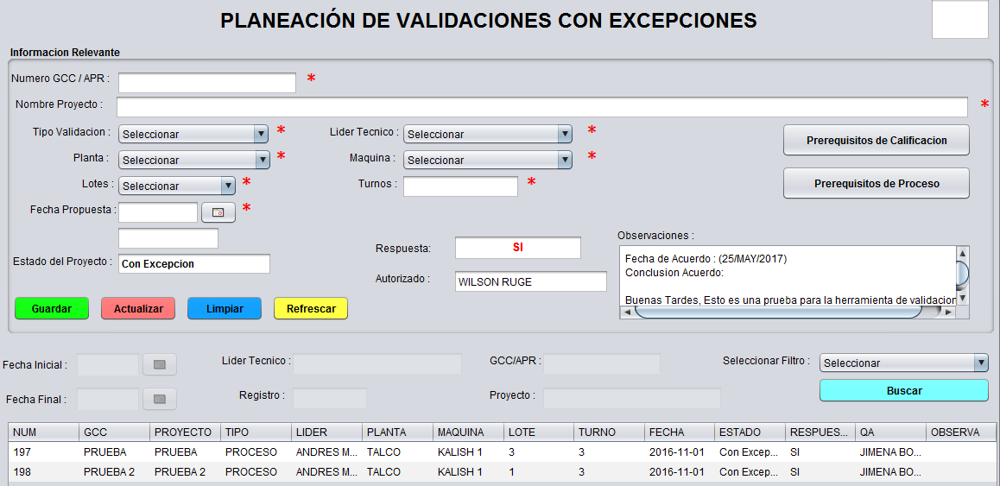 PLANEACIÓN DE VALIDACIONES CON EXCEPCIONES
Informacion Relevante
Numero GCC / APR : *
Nombre Proyecto : *
Tipo Validacion : Seleccionar * Lider Tecnico : Seleccionar * Prerequisitos de Calificacion
Planta : Seleccionar * Maquina : Seleccionar *
Lotes : Seleccionar * Turnos : * Prerequisitos de Proceso
Fecha Propuesta : *
Observaciones :
Respuesta: SI
Estado del Proyecto : Con Excepcion
Autorizado : WILSON RUGE
Fecha de Acuerdo : (25/MAY/2017)
Conclusion Acuerdo:
Buenas Tardes, Esto es una prueba para la herramienta de validacion
Guardar Actualizar Limpiar Refrescar
Fecha Inicial : Lider Tecnico : GCC/APR : Seleccionar Filtro : Seleccionar
Fecha Final : Registro : Proyecto : Buscar
NUM GCC PROYECTO TIPO LIDER PLANTA MAQUINA LOTE TURNO FECHA ESTADO RESPUES... QA OBSERVA
197 PRUEBA PRUEBA PROCESO ANDRES M... TALCO KALISH 1 3 3 2016-11-01 Con Excep... SI JIMENA BO...
198 PRUEBA 2 PRUEBA 2 PROCESO ANDRES M... TALCO KALISH 1 1 3 2016-11-01 Con Excep... SI JIMENA BO...